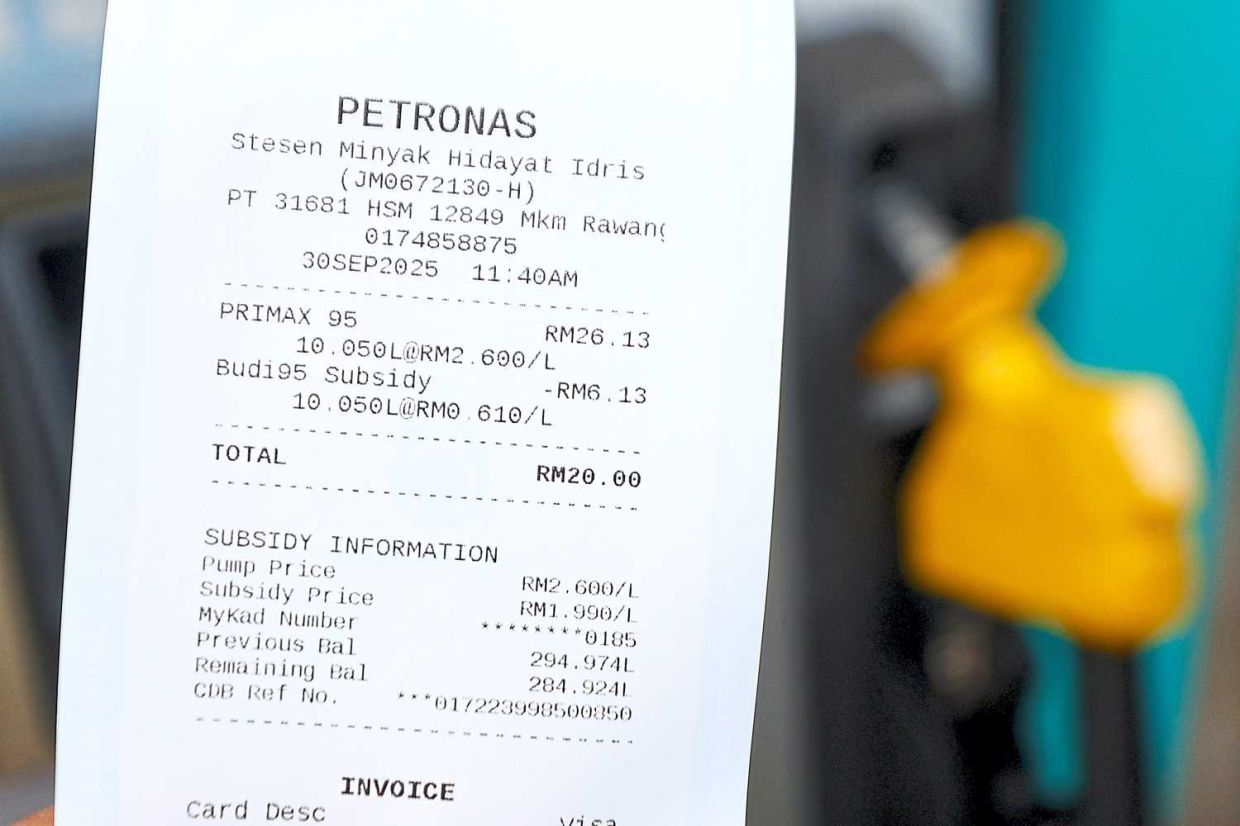 PETRONAS
Stesen Minyak Hidayat Idris
(JM0672130-H)
PT 31681 HSM 12849 Mkm Rawang
0174858875
30SEP2025 11:40AM
PRIMAX 95 RM26.13
10.050L@RM2.600/L
Budi95 Subsidy -RM6.13
10.050L@RM0.610/L
TOTAL RM20.00
SUBSIDY INFORMATION
Pump Price RM2.600/L
Subsidy Price RM1.990/L
MyKad Number ********0185
Previous Bal 294.974L
Remaining Bal 284.924L
CDB Ref No. ***017223998500850
INVOICE
Card Desc Visa